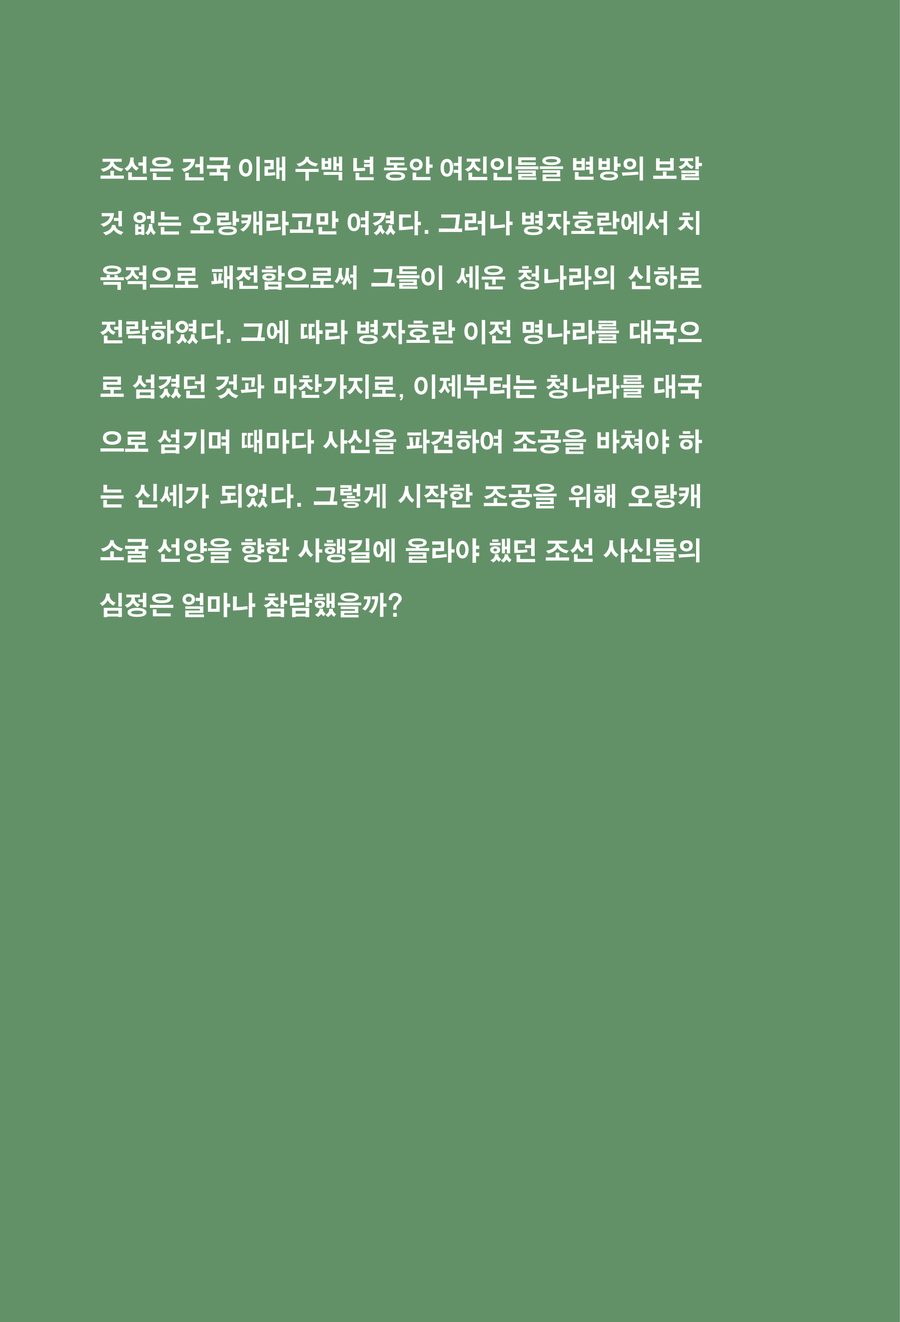 조선은 건국 이래 수백 년 동안 여진인들을 변방의 보잘
것 없는 오랑캐라고만 여겼다. 그러나 병자호란에서 치
욕적으로 패전함으로써 그들이 세운 청나라의 신하로
전락하였다. 그에 따라 병자호란 이전 명나라를 대국으
로 섬겼던 것과 마찬가지로, 이제부터는 청나라를 대국
으로 섬기며 때마다 사신을 파견하여 조공을 바쳐야 하
는 신세가 되었다. 그렇게 시작한 조공을 위해 오랑캐
소굴 선양을 향한 사행길에 올라야 했던 조선 사신들의
심정은 얼마나 참담했을까?